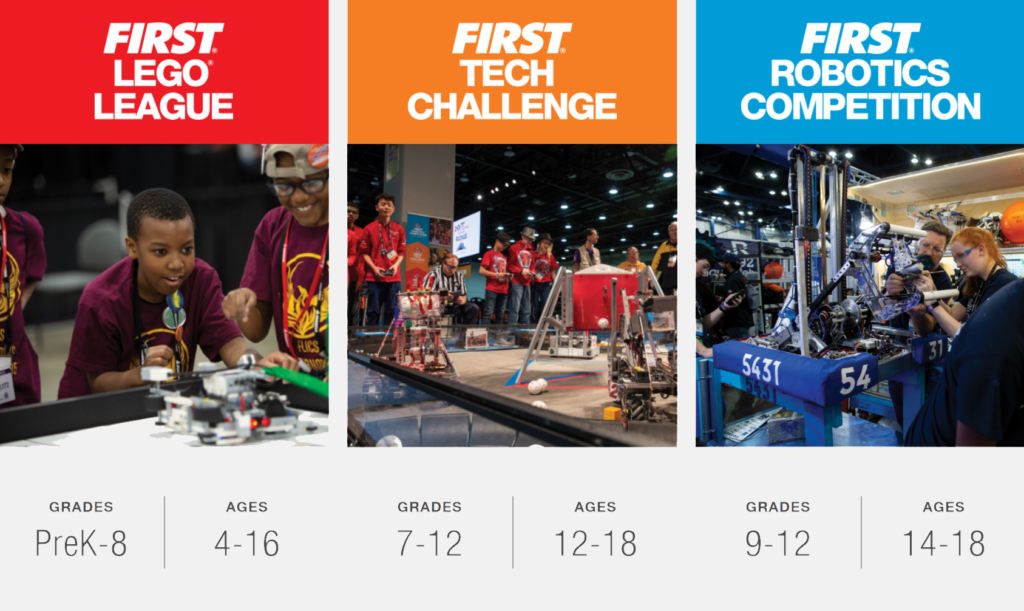 FIRST®
LEGO®
LEAGUE
GRADES
PreK-8
AGES
4-16
FIRST®
TECH
CHALLENGE
GRADES
7-12
AGES
12-18
FIRST®
ROBOTICS
COMPETITION
5431
54
31
GRADES
9-12
AGES
14-18